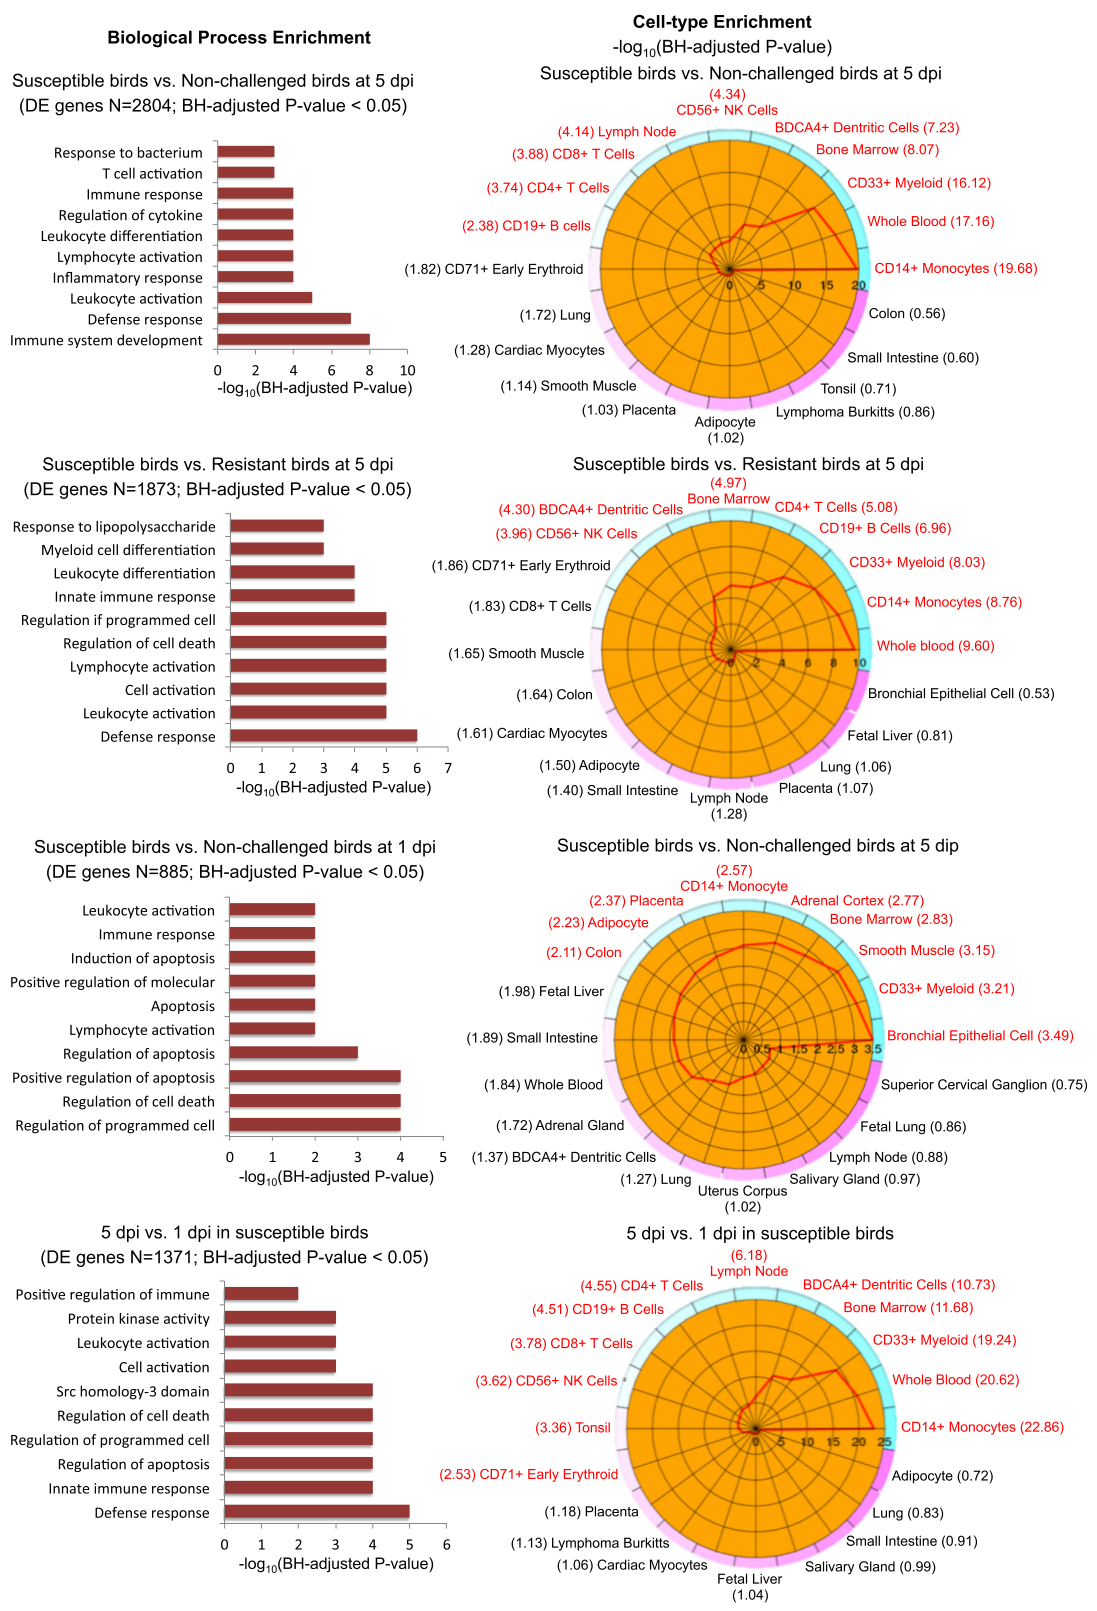 Biological Process Enrichment
Cell-type Enrichment
-log10(BH-adjusted P-value)
Susceptible birds vs. Non-challenged birds at 5 dpi
(DE genes N=2804; BH-adjusted P-value < 0.05)
Response to bacterium
T cell activation
Immune response
Regulation of cytokine
Leukocyte differentiation
Lymphocyte activation
Inflammatory response
Leukocyte activation
Defense response
Immune system development
0 2 4 6 8 10
-log10(BH-adjusted P-value)
Susceptible birds vs. Non-challenged birds at 5 dpi
(4.34)
CD56+ NK Cells
BDCA4+ Dentritic Cells (7.23)
Bone Marrow (8.07)
CD33+ Myeloid (16.12)
Whole Blood (17.16)
CD14+ Monocytes (19.68)
Colon (0.56)
Small Intestine (0.60)
Tonsil (0.71)
Lymphoma Burkitts (0.86)
Adipocyte
(1.02)
(1.03) Placenta
(1.14) Smooth Muscle
(1.28) Cardiac Myocytes
(1.72) Lung
(1.82) CD71+ Early Erythroid
(2.38) CD19+ B cells
(3.74) CD4+ T Cells
(3.88) CD8+ T Cells
(4.14) Lymph Node
0 5 10 15 20
Susceptible birds vs. Resistant birds at 5 dpi
(DE genes N=1873; BH-adjusted P-value < 0.05)
Response to lipopolysaccharide
Myeloid cell differentiation
Leukocyte differentiation
Innate immune response
Regulation if programmed cell
Regulation of cell death
Lymphocyte activation
Cell activation
Leukocyte activation
Defense response
0 1 2 3 4 5 6 7
-log10(BH-adjusted P-value)
Susceptible birds vs. Resistant birds at 5 dpi
(4.97)
Bone Marrow
CD4+ T Cells (5.08)
CD19+ B Cells (6.96)
CD33+ Myeloid (8.03)
CD14+ Monocytes (8.76)
Whole blood (9.60)
Bronchial Epithelial Cell (0.53)
Fetal Liver (0.81)
Lung (1.06)
Placenta (1.07)
Lymph Node
(1.28)
(1.40) Small Intestine
(1.50) Adipocyte
(1.61) Cardiac Myocytes
(1.64) Colon
(1.65) Smooth Muscle
(1.83) CD8+ T Cells
(1.86) CD71+ Early Erythroid
(3.96) CD56+ NK Cells
(4.30) BDCA4+ Dentritic Cells
0 2 4 6 8 10
Susceptible birds vs. Non-challenged birds at 1 dpi
(DE genes N=885; BH-adjusted P-value < 0.05)
Leukocyte activation
Immune response
Induction of apoptosis
Positive regulation of molecular
Apoptosis
Lymphocyte activation
Regulation of apoptosis
Positive regulation of apoptosis
Regulation of cell death
Regulation of programmed cell
0 1 2 3 4 5
-log10(BH-adjusted P-value)
Susceptible birds vs. Non-challenged birds at 5 dip
(2.57)
CD14+ Monocyte
Adrenal Cortex (2.77)
Bone Marrow (2.83)
Smooth Muscle (3.15)
CD33+ Myeloid (3.21)
Bronchial Epithelial Cell (3.49)
Superior Cervical Ganglion (0.75)
Fetal Lung (0.86)
Lymph Node (0.88)
Salivary Gland (0.97)
Uterus Corpus
(1.02)
(1.27) Lung
(1.37) BDCA4+ Dentritic Cells
(1.72) Adrenal Gland
(1.84) Whole Blood
(1.89) Small Intestine
(1.98) Fetal Liver
(2.11) Colon
(2.23) Adipocyte
(2.37) Placenta
0 0.5 1 1.5 2 2.5 3 3.5
5 dpi vs. 1 dpi in susceptible birds
(DE genes N=1371; BH-adjusted P-value < 0.05)
Positive regulation of immune
Protein kinase activity
Leukocyte activation
Cell activation
Src homology-3 domain
Regulation of cell death
Regulation of programmed cell
Regulation of apoptosis
Innate immune response
Defense response
0 1 2 3 4 5 6
-log10(BH-adjusted P-value)
5 dpi vs. 1 dpi in susceptible birds
(6.18)
Lymph Node
BDCA4+ Dentritic Cells (10.73)
Bone Marrow (11.68)
CD33+ Myeloid (19.24)
Whole Blood (20.62)
CD14+ Monocytes (22.86)
Adipocyte (0.72)
Lung (0.83)
Small Intestine (0.91)
Salivary Gland (0.99)
Fetal Liver
(1.04)
(1.06) Cardiac Myocytes
(1.13) Lymphoma Burkitts
(1.18) Placenta
(2.53) CD71+ Early Erythroid
(3.36) Tonsil
(3.62) CD56+ NK Cells
(3.78) CD8+ T Cells
(4.51) CD19+ B Cells
(4.55) CD4+ T Cells
0 5 10 15 20 25